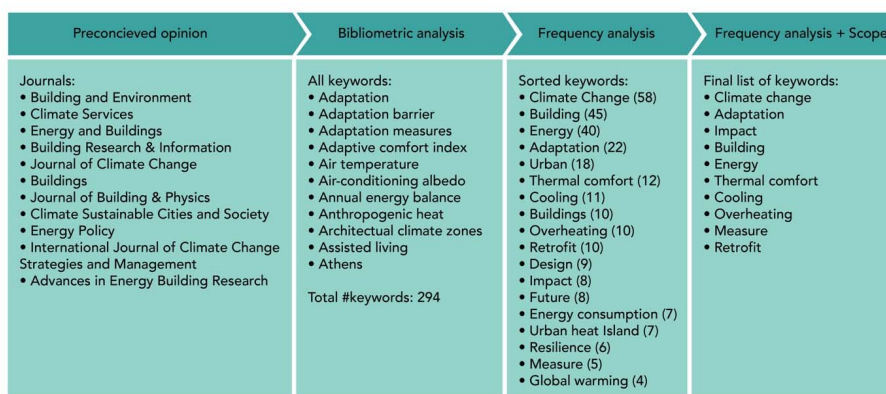 Preconcieved opinion
Bibliometric analysis
Frequency analysis
Frequency analysis + Scope
Journals:
• Building and Environment
• Climate Services
• Energy and Buildings
• Building Research & Information
• Journal of Climate Change
• Buildings
• Journal of Building & Physics
• Climate Sustainable Cities and Society
• Energy Policy
• International Journal of Climate Change
Strategies and Management
• Advances in Energy Building Research
All keywords:
• Adaptation
• Adaptation barrier
• Adaptation measures
• Adaptive comfort index
• Air temperature
• Air-conditioning albedo
• Annual energy balance
• Anthropogenic heat
• Architectual climate zones
• Assisted living
• Athens
Total #keywords: 294
Sorted keywords:
• Climate Change (58)
• Building (45)
• Energy (40)
• Adaptation (22)
• Urban (18)
• Thermal comfort (12)
• Cooling (11)
• Buildings (10)
• Overheating (10)
• Retrofit (10)
• Design (9)
• Impact (8)
• Future (8)
• Energy consumption (7)
• Urban heat Island (7)
• Resilience (6)
• Measure (5)
• Global warming (4)
Final list of keywords:
• Climate change
• Adaptation
• Impact
• Building
• Energy
• Thermal comfort
• Cooling
• Overheating
• Measure
• Retrofit